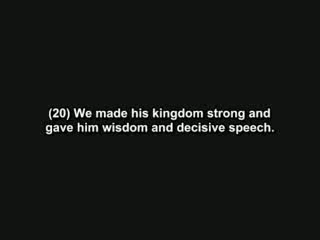 (20) We made his kingdom strong and
gave him wisdom and decisive speech.